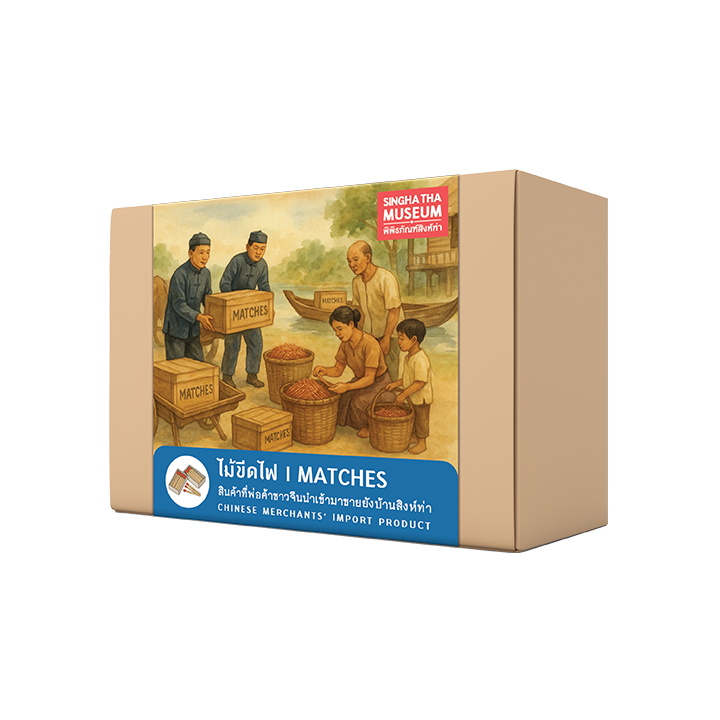 SINGHA THA
MUSEUM
พิพิธภัณฑ์สิงห์ท่า
MATCHES
MATCHES
MATCHES
MATCHES
ไม้ขีดไฟ | MATCHES
สินค้าที่พ่อค้าชาวจีนนำเข้ามาขายยังบ้านสิงห์ท่า
CHINESE MERCHANTS' IMPORT PRODUCT